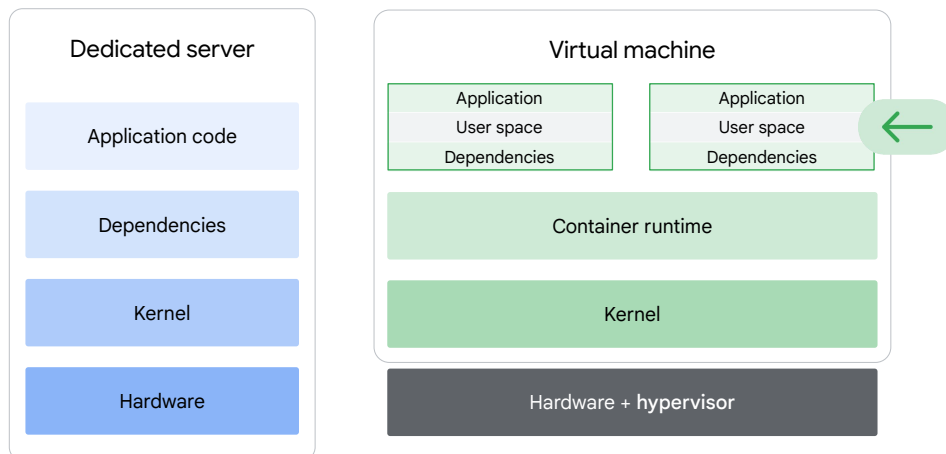 Dedicated server
Application code
Dependencies
Kernel
Hardware
Virtual machine
Application
User space
Dependencies
Application
User space
Dependencies
Container runtime
Kernel
Hardware + hypervisor